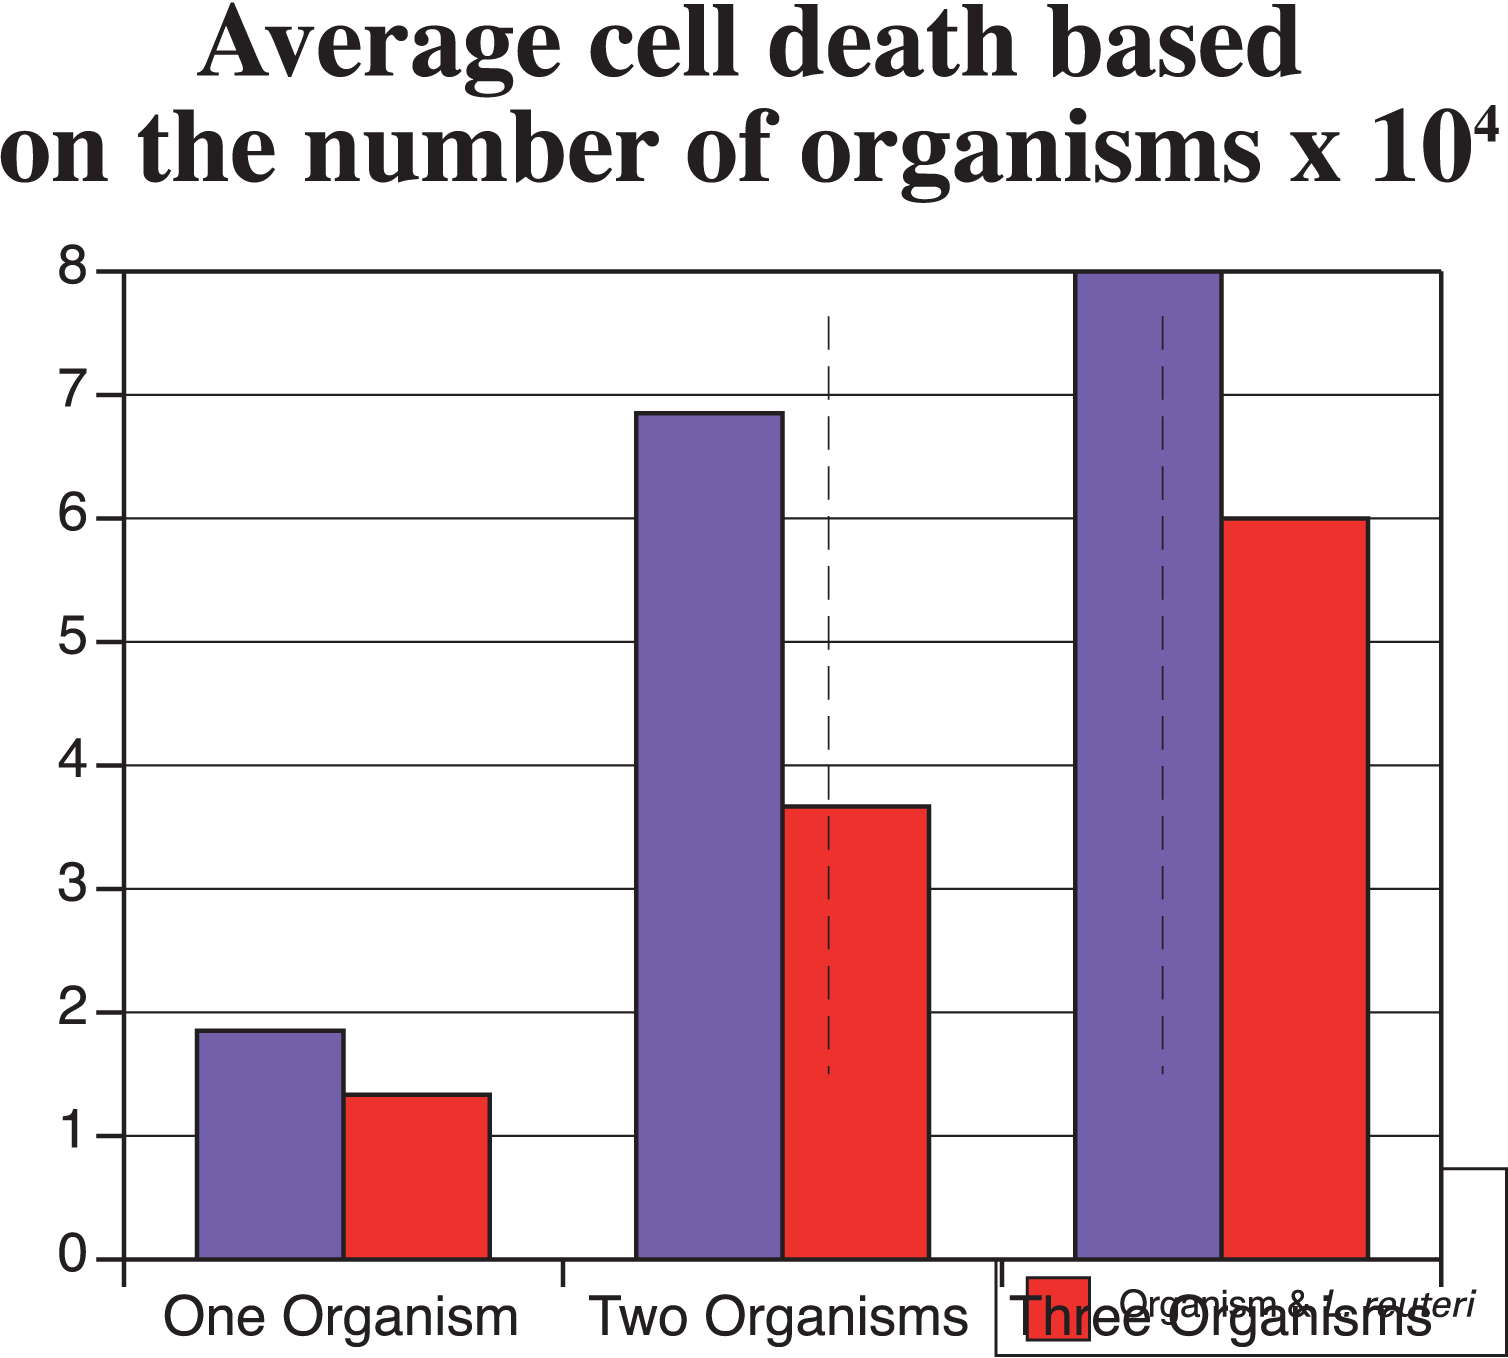 Average cell death based
on the number of organisms x 10⁴
8
7
6
5
4
3
2
1
0
One Organism
Two Organisms
Three Organisms
Organism & L. reuteri